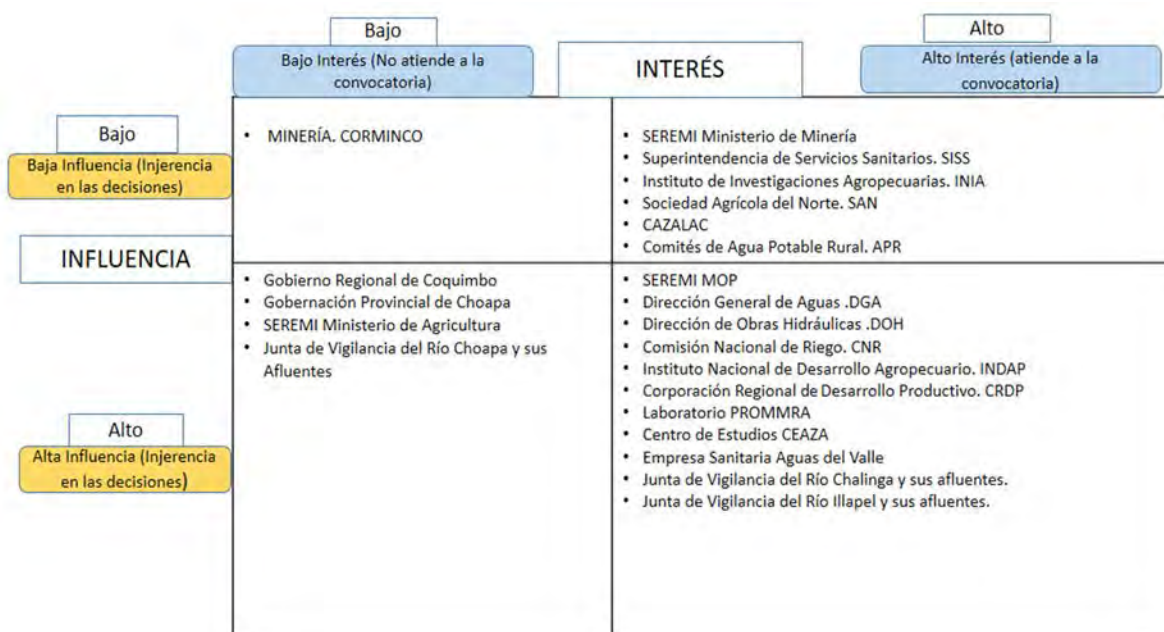 Bajo
Bajo Interés (No atiende a la
convocatoria)
INTERÉS
Alto
Alto Interés (atiende a la
convocatoria)
Bajo
Baja Influencia (Injerencia
en las decisiones)
• MINERÍA. CORMINCO
• SEREMI Ministerio de Minería
• Superintendencia de Servicios Sanitarios. SISS
• Instituto de Investigaciones Agropecuarias. INIA
• Sociedad Agrícola del Norte. SAN
• CAZALAC
• Comités de Agua Potable Rural. APR
INFLUENCIA
• Gobierno Regional de Coquimbo
• Gobernación Provincial de Choapa
• SEREMI Ministerio de Agricultura
• Junta de Vigilancia del Río Choapa y sus
Afluentes
• SEREMI MOP
• Dirección General de Aguas .DGA
• Dirección de Obras Hidráulicas .DOH
• Comisión Nacional de Riego. CNR
• Instituto Nacional de Desarrollo Agropecuario. INDAP
• Corporación Regional de Desarrollo Productivo. CRDP
• Laboratorio PROMMRA
• Centro de Estudios CEAZA
• Empresa Sanitaria Aguas del Valle
• Junta de Vigilancia del Río Chalinga y sus afluentes.
• Junta de Vigilancia del Río Illapel y sus afluentes.
Alto
Alta Influencia (Injerencia
en las decisiones)